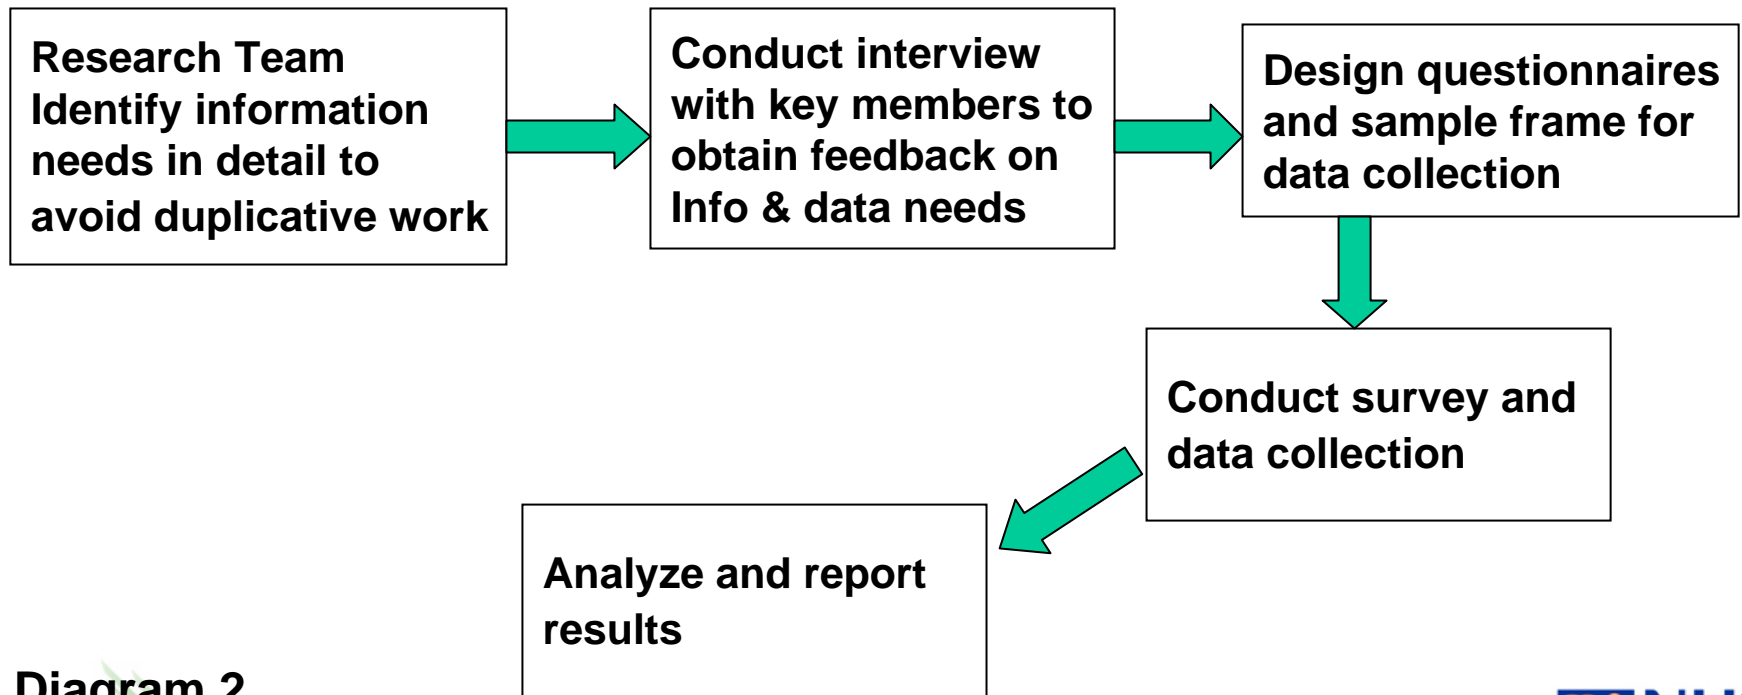 Research Team
Identify information
needs in detail to
avoid duplicative work
Conduct interview
with key members to
obtain feedback on
Info & data needs
Design questionnaires
and sample frame for
data collection
Conduct survey and
data collection
Analyze and report
results
Diagram 2